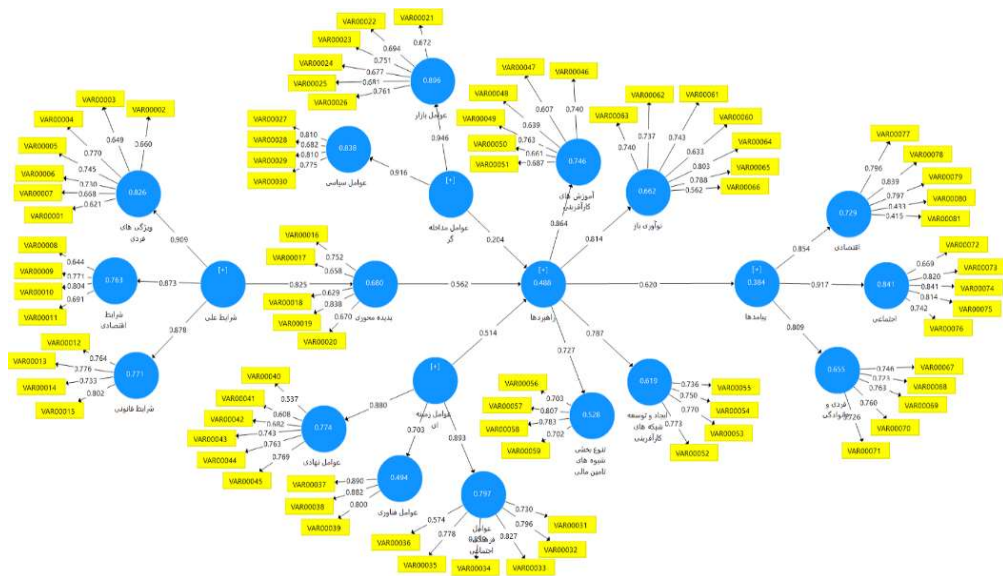 VAR00022
VAR00021
VAR00023
VAR00024
VAR00025
VAR00026
0.694
0.672
0.751
0.677
0.681
0.761
0.896
عوامل بازار
VAR00027
VAR00028
VAR00029
VAR00030
0.810
0.682
0.810
0.775
0.838
عوامل سیاسی
0.946
0.916
[+]
عوامل مداخله
گر
0.204
VAR00003
VAR00002
VAR00004
VAR00005
VAR00006
VAR00007
VAR00001
0.649
0.660
0.770
0.745
0.730
0.668
0.621
0.826
ویژگی های
فردی
0.909
VAR00008
VAR00009
VAR00010
VAR00011
0.644
0.771
0.804
0.691
0.763
شرایط
اقتصادی
0.873
[+]
شرایط علی
0.878
VAR00012
VAR00013
VAR00014
VAR00015
0.764
0.776
0.733
0.802
0.771
شرایط قانونی
0.825
VAR00016
VAR00017
VAR00018
VAR00019
VAR00020
0.752
0.658
0.629
0.838
0.670
0.680
پدیده محوری
0.562
[+]
0.486
راهبردها
VAR00047
VAR00046
VAR00048
VAR00049
VAR00050
VAR00051
0.607
0.740
0.639
0.763
0.661
0.687
0.746
آموزش های
کارآفرینی
0.864
VAR00062
VAR00061
VAR00063
VAR00060
VAR00064
VAR00065
VAR00066
0.737
0.743
0.740
0.633
0.803
0.788
0.562
0.662
نوآوری باز
0.814
0.620
[+]
0.384
پیامدها
VAR00077
VAR00078
VAR00079
VAR00080
VAR00081
0.796
0.839
0.797
0.433
0.415
0.729
اقتصادی
0.854
VAR00072
VAR00073
VAR00074
VAR00075
VAR00076
0.669
0.820
0.841
0.814
0.742
0.841
اجتماعی
0.917
0.809
VAR00067
VAR00068
VAR00069
VAR00070
VAR00071
0.746
0.773
0.763
0.760
0.726
0.655
فردی و
خانوادگی
0.514
[+]
عوامل زمینه
ای
0.880
0.703
0.893
VAR00040
VAR00041
VAR00042
VAR00043
VAR00044
VAR00045
0.537
0.608
0.682
0.743
0.763
0.769
0.774
عوامل نهادی
VAR00037
VAR00038
VAR00039
0.890
0.882
0.800
0.494
عوامل فناوری
0.797
عوامل
فرهنگی
اجتماعی
0.574
0.778
0.827
0.796
0.730
VAR00036
VAR00035
VAR00034
VAR00033
VAR00032
VAR00031
0.727
VAR00056
VAR00057
VAR00058
VAR00059
0.703
0.807
0.783
0.702
0.528
تنوع بخشی
شیوه های
تامین مالی
0.787
0.619
ایجاد و توسعه
شبکه های
کارآفرینی
0.736
0.750
0.770
0.773
VAR00055
VAR00054
VAR00053
VAR00052